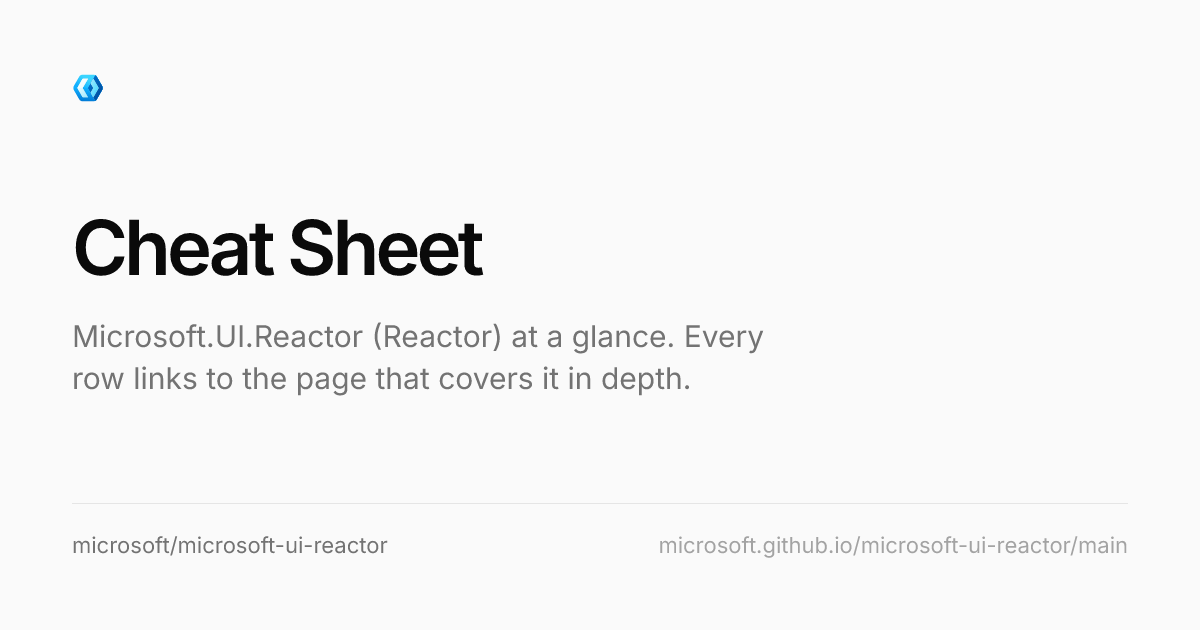 Cheat Sheet
Microsoft.UI.Reactor (Reactor) at a glance. Every
row links to the page that covers it in depth.
microsoft/microsoft-ui-reactor
microsoft.github.io/microsoft-ui-reactor/main